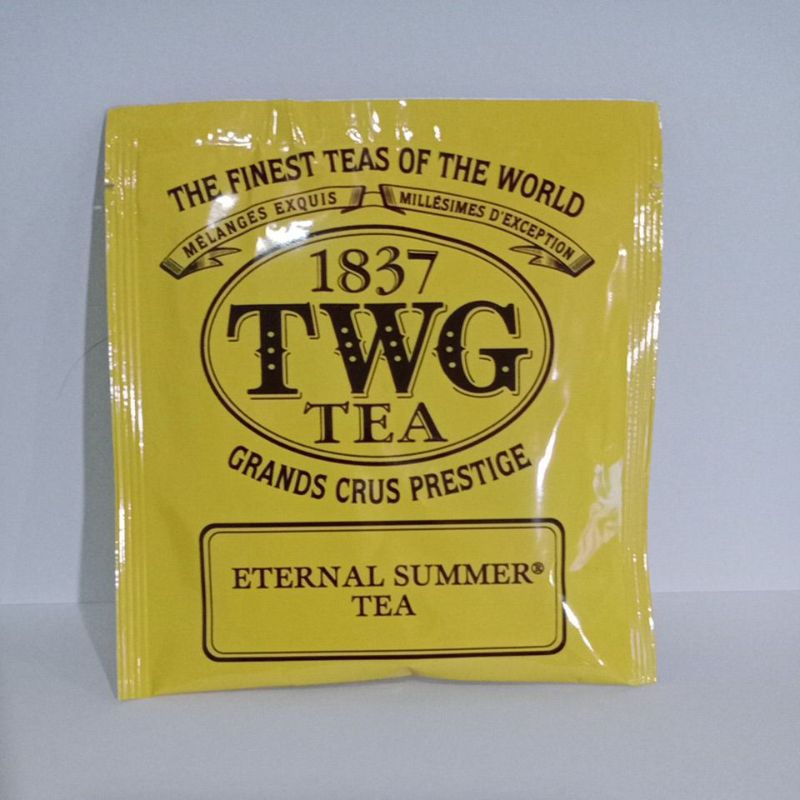 THE FINEST TEAS OF THE WORLD
MÉLANGES EXQUIS MILLÉSIMES D'EXCEPTION
1837
TWG
TEA
GRANDS CRUS PRESTIGE
ETERNAL SUMMER®
TEA